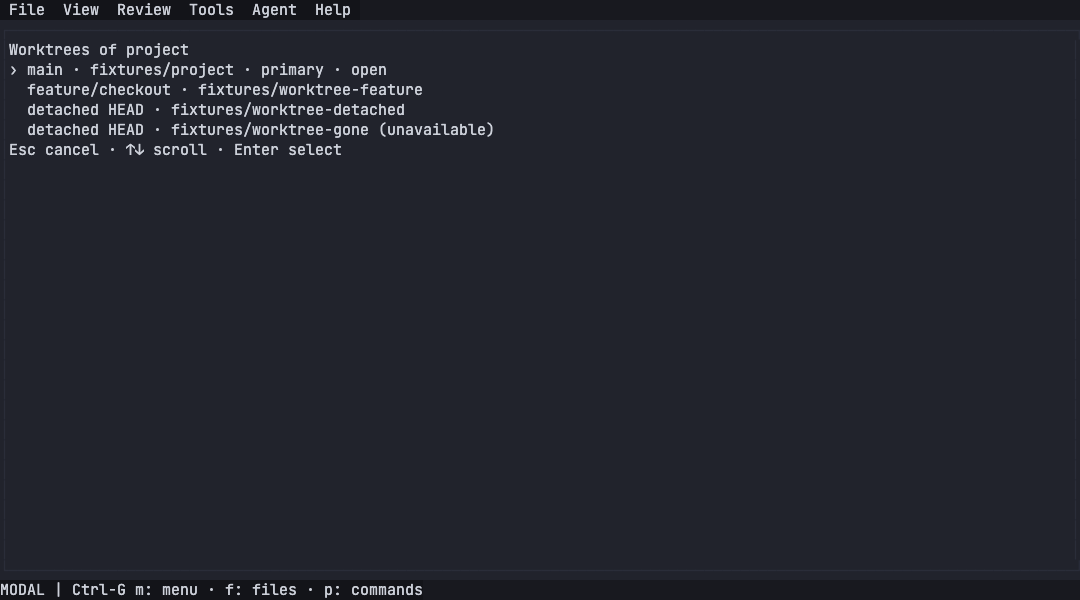 File  View  Review  Tools  Agent  Help
Worktrees of project
› main · fixtures/project · primary · open
feature/checkout · fixtures/worktree-feature
detached HEAD · fixtures/worktree-detached
detached HEAD · fixtures/worktree-gone (unavailable)
Esc cancel · ↑↓ scroll · Enter select
MODAL | Ctrl-G m: menu · f: files · p: commands